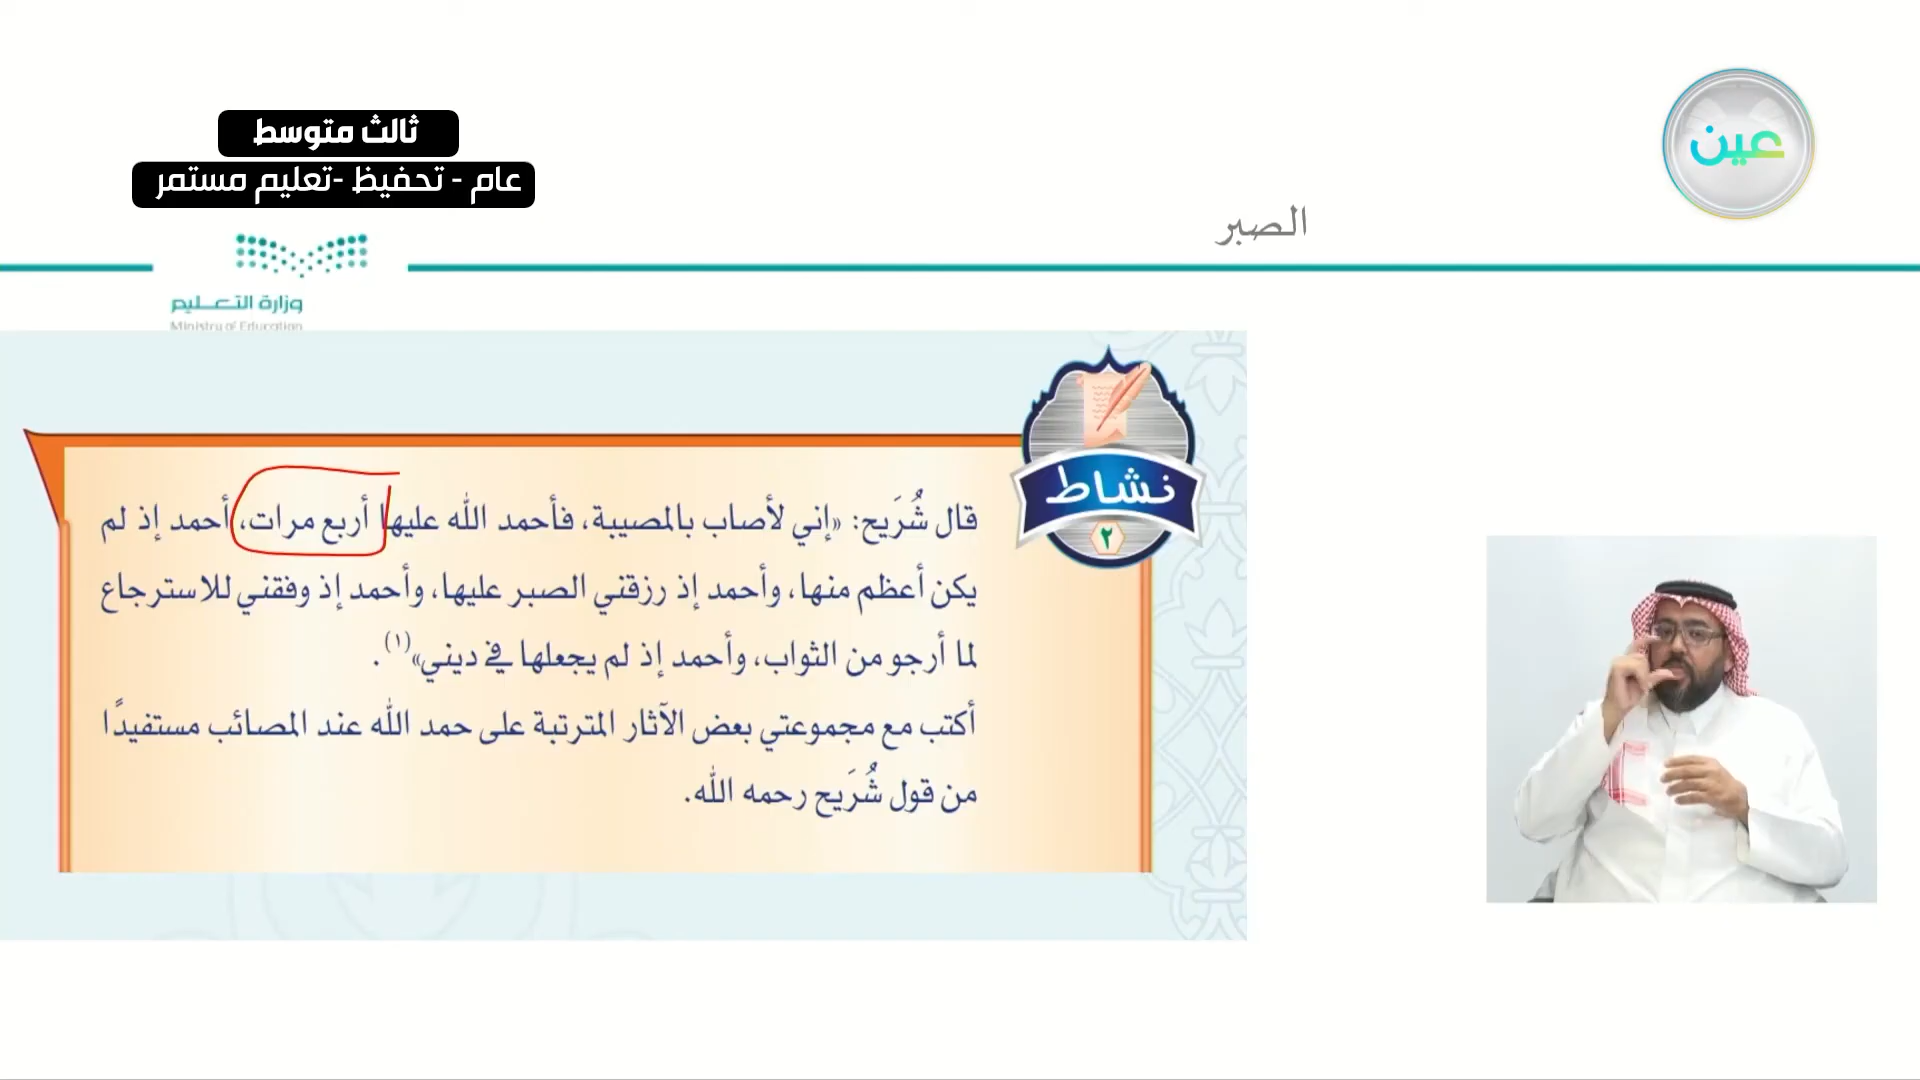 عين
ثالث متوسط
عام - تحفيظ -تعليم مستمر
الصبر
وزارة التعليم
Ministry of Education
نشاط
٢
قال شُرَيح: «إني لأصاب بالمصيبة، فأحمد الله عليها أربع مرات، أحمد إذ لم
يكن أعظم منها، وأحمد إذ رزقني الصبر عليها، وأحمد إذ وفقني للاسترجاع
لما أرجو من الثواب، وأحمد إذ لم يجعلها في ديني»(١).
أكتب مع مجموعتي بعض الآثار المترتبة على حمد الله عند المصائب مستفيدًا
من قول شُرَيح رحمه الله.